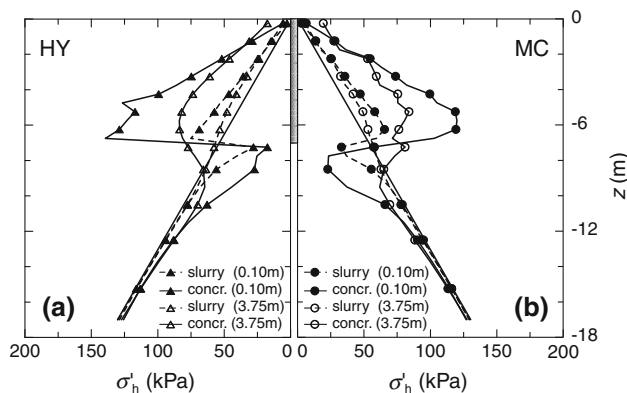 HY
MC
0
-6
-12
-18
z (m)
(a)
slurry (0.10m)
concr. (0.10m)
slurry (3.75m)
concr. (3.75m)
slurry (0.10m)
concr. (0.10m)
slurry (3.75m)
concr. (3.75m)
(b)
200 150 100 50 0
0 50 100 150 200
σ'h (kPa)
σ'h (kPa)